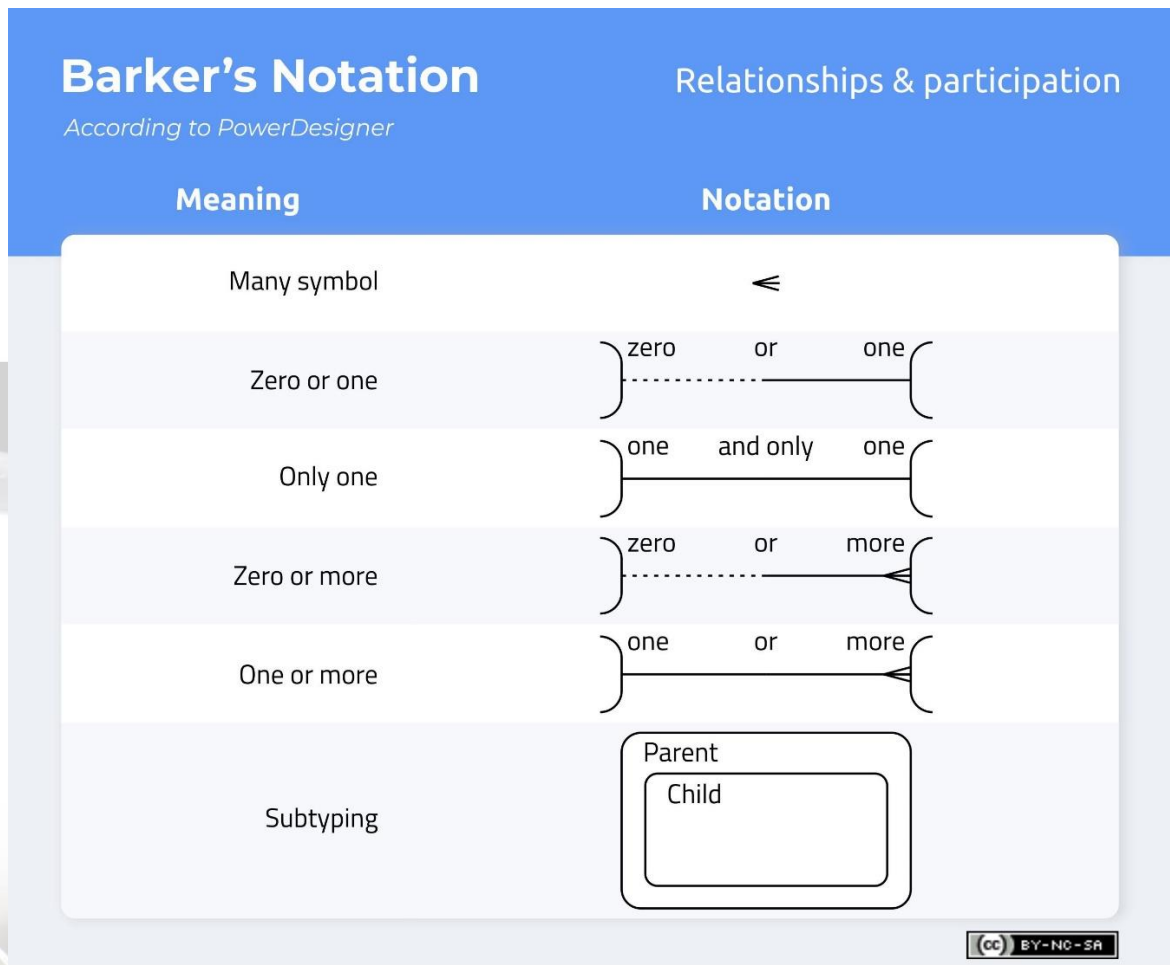 Barker's Notation
Relationships & participation
According to PowerDesigner
Meaning Notation
Many symbol
Zero or one
zero or one
Only one
one and only one
Zero or more
zero or more
One or more
one or more
Subtyping
Parent
Child
(cc) BY-NC-SA